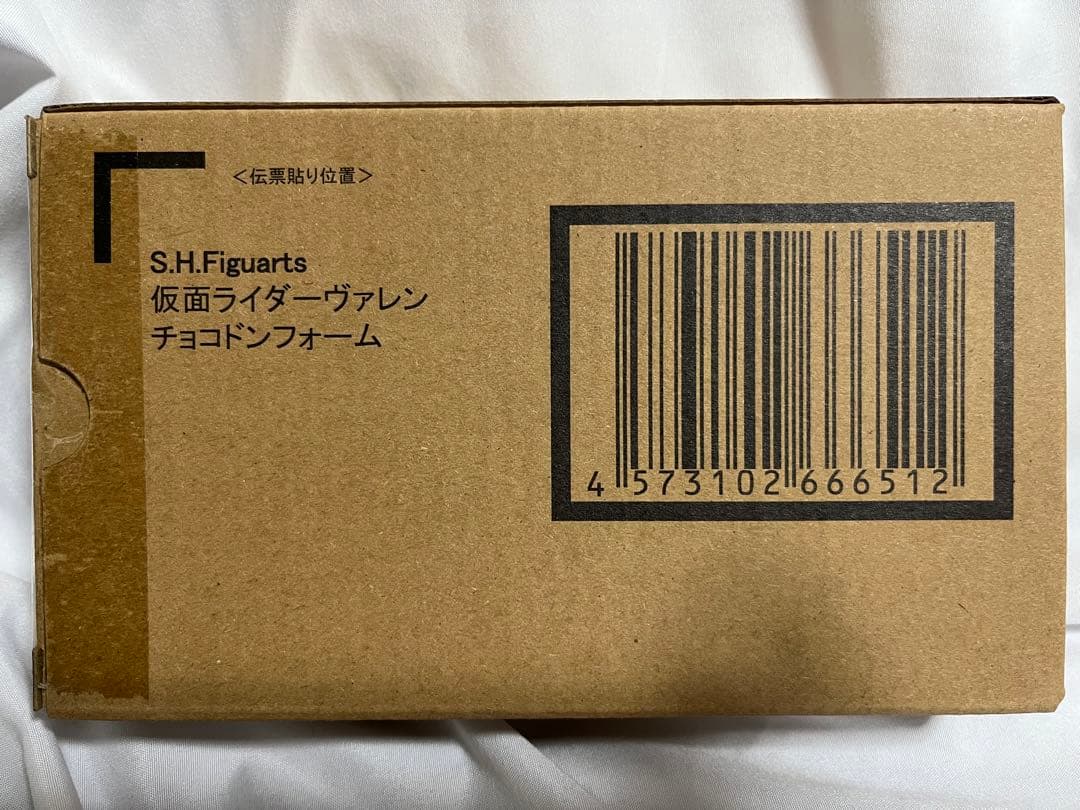 <伝票貼り位置>
S.H.Figuarts
仮面ライダーヴァレン
チョコドンフォーム
4 573102 666512